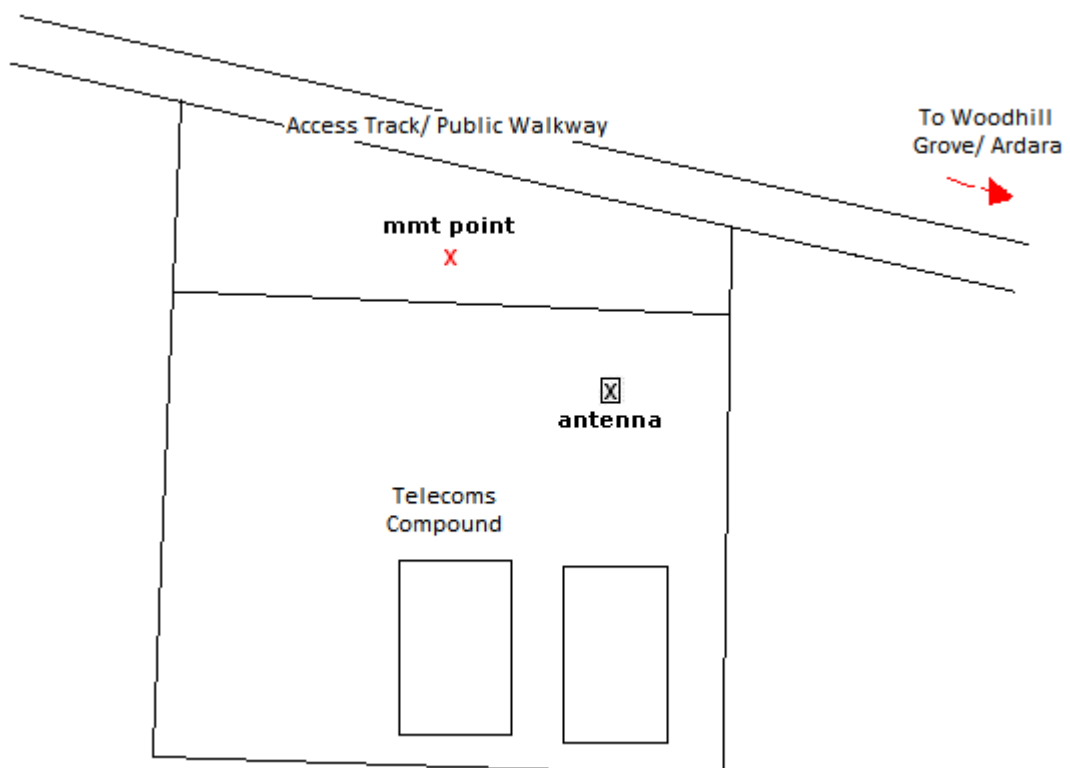 Access Track/ Public Walkway
To Woodhill
Grove/ Ardara
mmt point
X
X
antenna
Telecoms
Compound